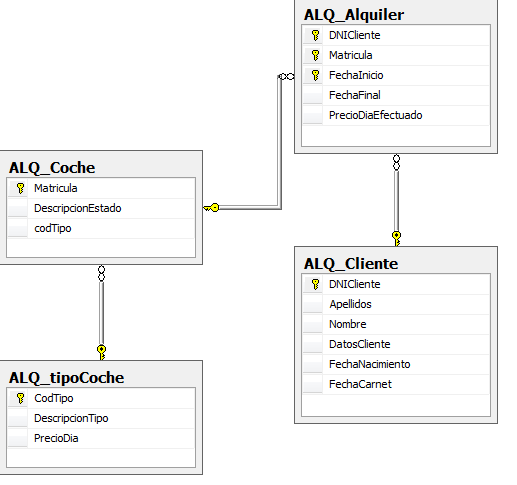 ALQ_Alquiler
DNICliente
Matricula
FechaInicio
FechaFinal
PrecioDiaEfectuado
ALQ_Coche
Matricula
DescripcionEstado
codTipo
ALQ_Cliente
DNICliente
Apellidos
Nombre
DatosCliente
FechaNacimiento
FechaCarnet
ALQ_tipoCoche
CodTipo
DescripcionTipo
PrecioDia